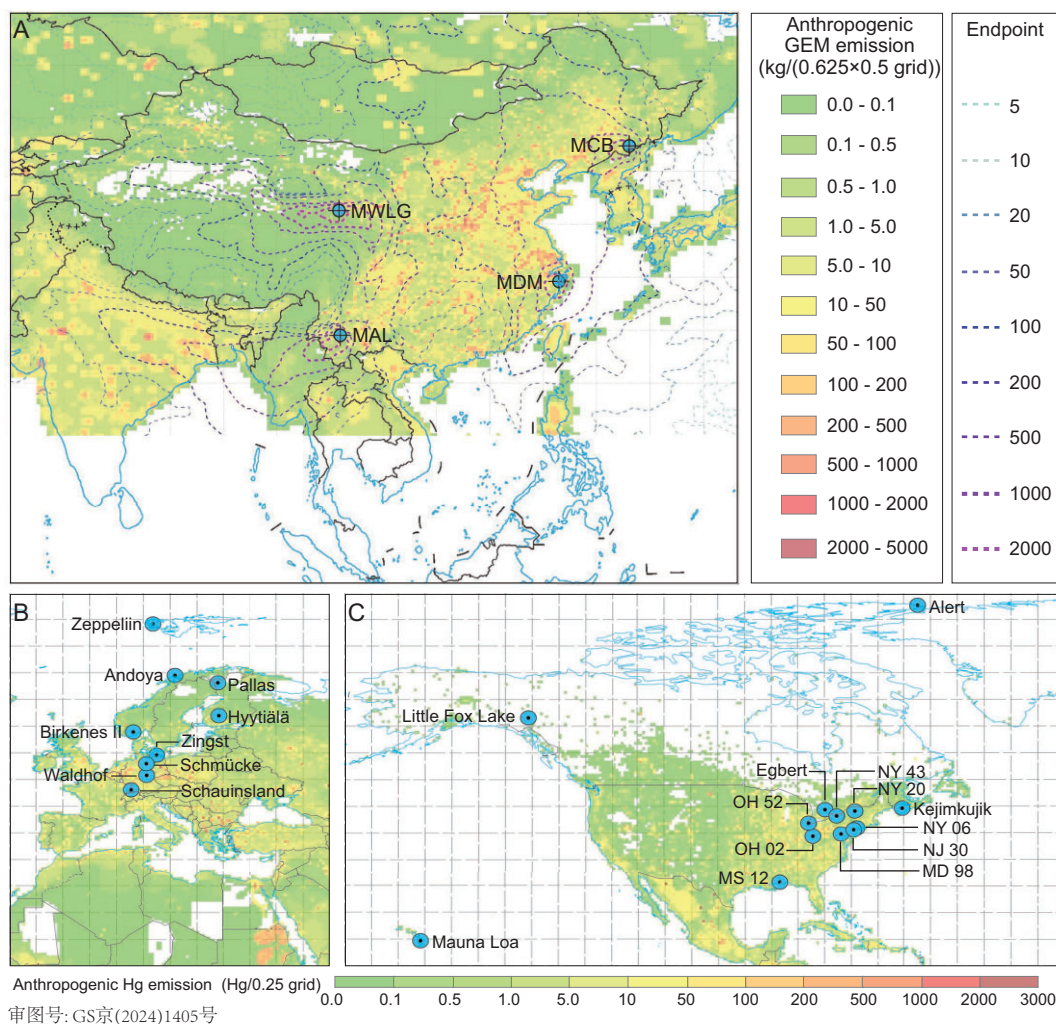 A
MCB
MWLG
MDM
MAL
Anthropogenic
GEM emission
(kg/(0.625×0.5 grid))
0.0 - 0.1
0.1 - 0.5
0.5 - 1.0
1.0 - 5.0
5.0 - 10
10 - 50
50 - 100
100 - 200
200 - 500
500 - 1000
1000 - 2000
2000 - 5000
Endpoint
5
10
20
50
100
200
500
1000
2000
B
Zeppeliin
Andoya
Pallas
Hyytiälä
Birkenes II
Zingst
Schmücke
Waldhof
Schauinsland
C
Alert
Little Fox Lake
Egbert
NY 43
NY 20
OH 52
Kejimkujik
NY 06
OH 02
NJ 30
MD 98
MS 12
Mauna Loa
Anthropogenic Hg emission (Hg/0.25 grid)
0.0 0.1 0.5 1.0 5.0 10 50 100 200 500 1000 2000 3000
审图号: GS京(2024)1405号